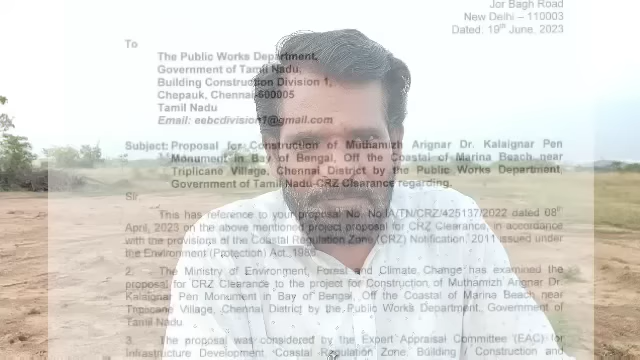 Jor Bagh Road
New Delhi – 110003
Dated: 19th June, 2023
To
The Public Works Department,
Government of Tamil Nadu,
Building Construction Division 1,
Chepauk, Chennai-600005
Tamil Nadu
Email: eebcdivision1@gmail.com
Subject: Proposal for Construction of Muthamizh Arignar Dr. Kalaignar Pen
Monument in Bay of Bengal, Off the Coastal of Marina Beach near
Triplicane Village, Chennai District by the Public Works Department
Government of Tamil Nadu-CRZ Clearance regarding.
Sir
This has reference to your proposal No. No.IA/TN/CRZ/425137/2022 dated 08th
April, 2023 on the above mentioned project proposal for CRZ Clearance, in accordance
with the provisions of the Coastal Regulation Zone (CRZ) Notification, 2011 issued under
the Environment (Protection) Act, 1986.
2. The Ministry of Environment, Forest and Climate Change has examined the
proposal for CRZ Clearance to the project for Construction of Muthamizh Arignar Dr.
Kalaignar Pen Monument in Bay of Bengal, Off the Coastal of Marina Beach near
Triplicane Village, Chennai District by the Public Works Department, Government of
Tamil Nadu.
3. The proposal was considered by the Expert Appraisal Committee (EAC) for
Infrastructure Development Coastal Regulation Zone, Building Construction and